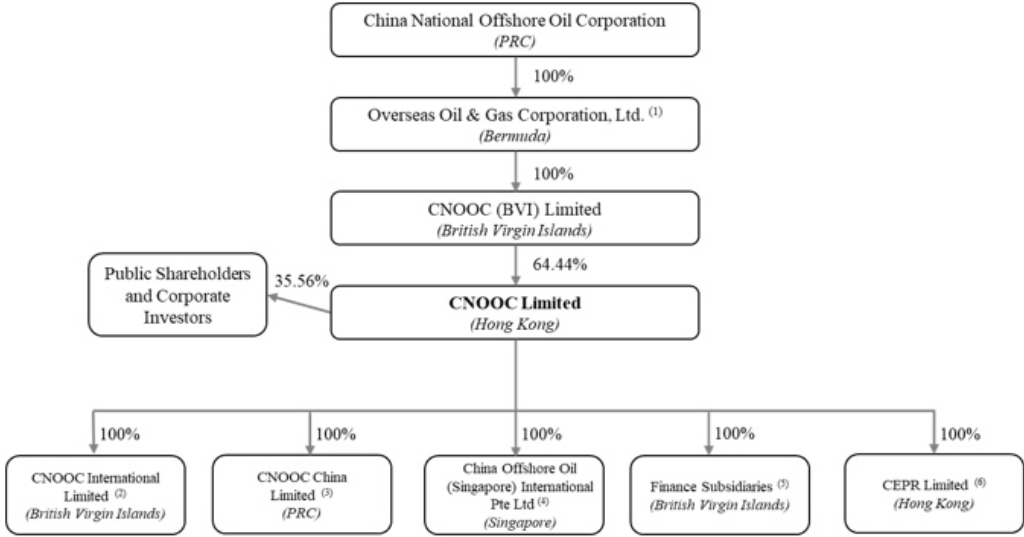 China National Offshore Oil Corporation
(PRC)
100%
Overseas Oil & Gas Corporation, Ltd. (1)
(Bermuda)
100%
CNOOC (BVI) Limited
(British Virgin Islands)
64.44%
Public Shareholders
and Corporate
Investors
35.56%
CNOOC Limited
(Hong Kong)
100%
100%
100%
100%
100%
CNOOC International
Limited (2)
(British Virgin Islands)
CNOOC China
Limited (3)
(PRC)
China Offshore Oil
(Singapore) International
Pte Ltd (4)
(Singapore)
Finance Subsidiaries (5)
(British Virgin Islands)
CEPR Limited (6)
(Hong Kong)